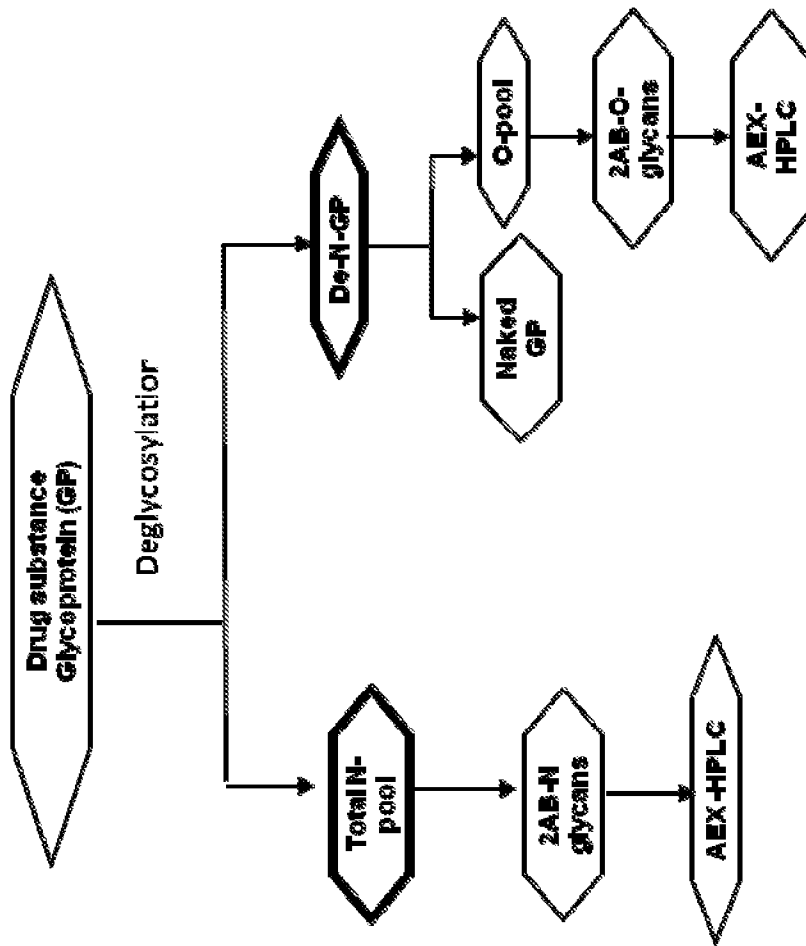 Drug substance
Glycoprotein (GP)
Deglycosylatior
Total N-
pool
De-N-GP
2AB-N
glycans
Naked
GP
O-pool
2AB-O-
glycans
AEX-HPLC
AEX-
HPLC